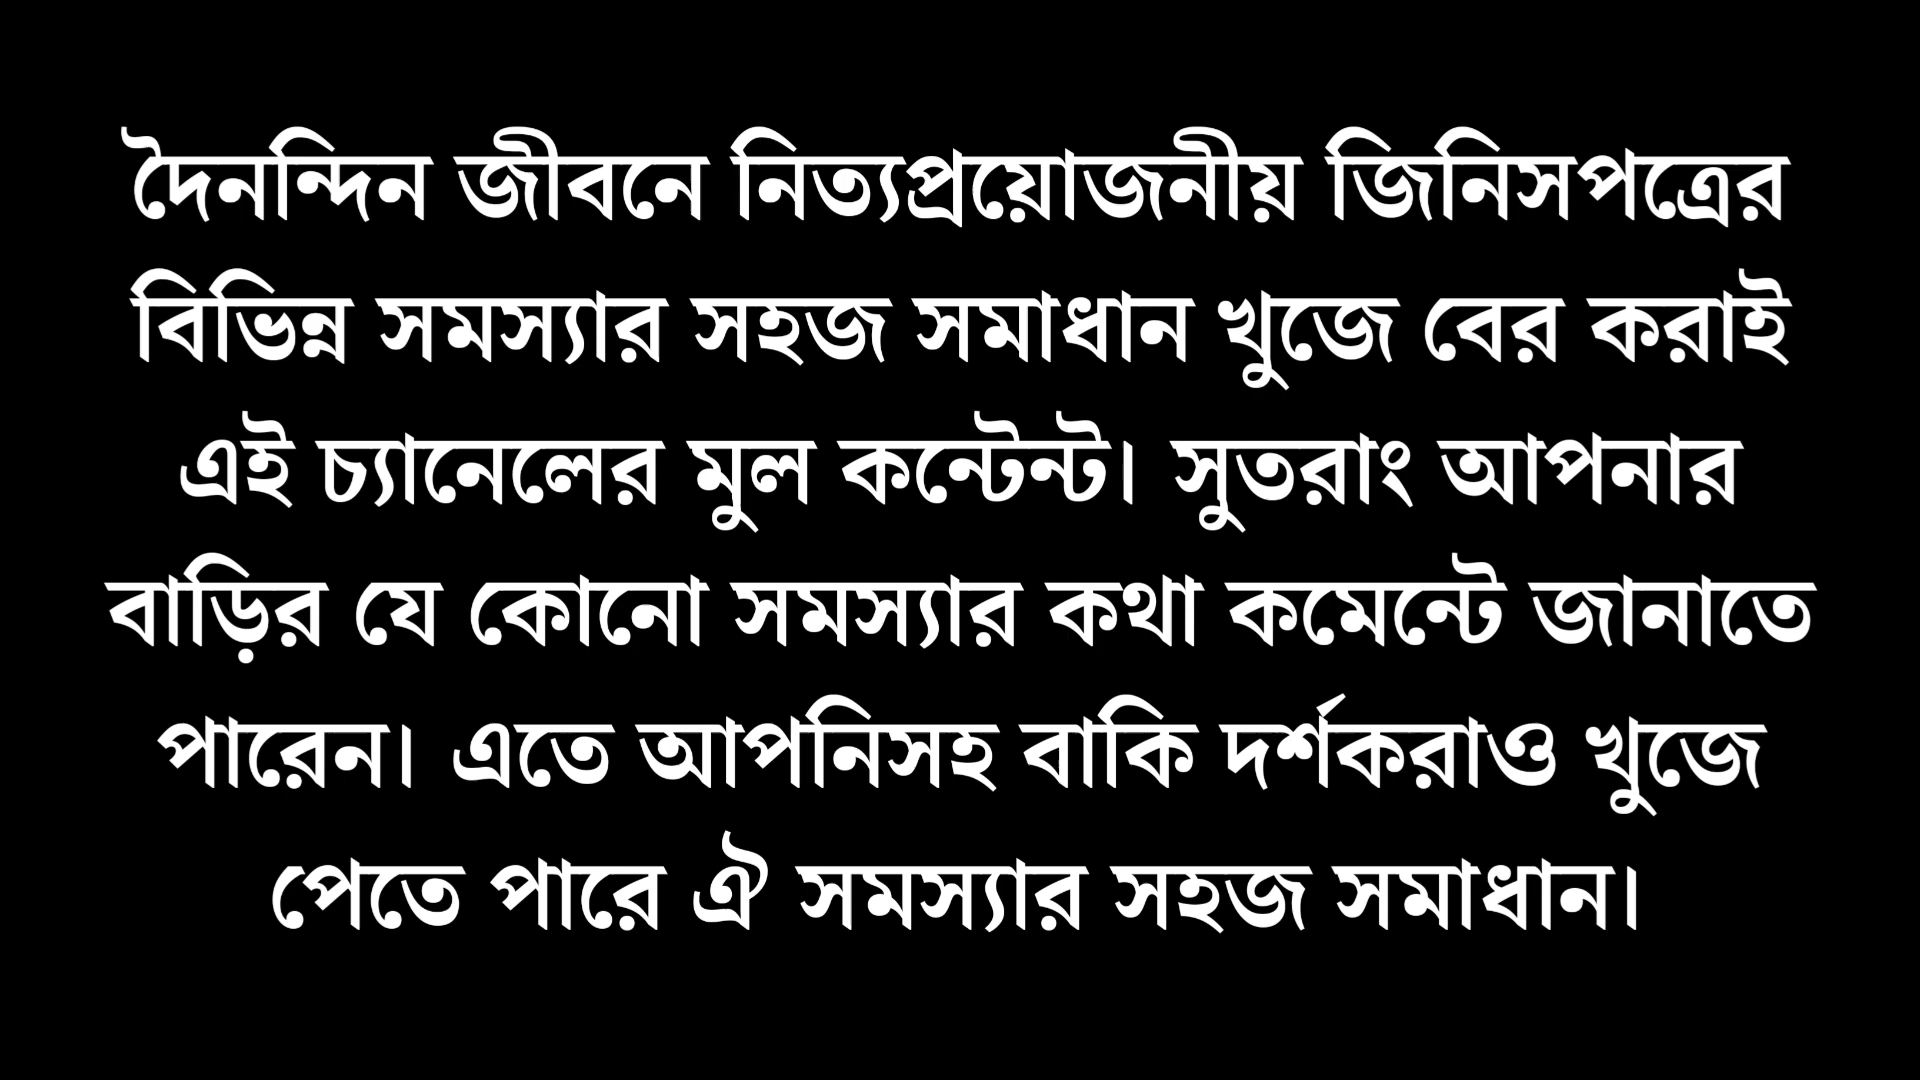 দৈনন্দিন জীবনে নিত্যপ্রয়োজনীয় জিনিসপত্রের
বিভিন্ন সমস্যার সহজ সমাধান খুজে বের করাই
এই চ্যানেলের মুল কন্টেন্ট। সুতরাং আপনার
বাড়ির যে কোনো সমস্যার কথা কমেন্টে জানাতে
পারেন। এতে আপনিসহ বাকি দর্শকরাও খুজে
পেতে পারে ঐ সমস্যার সহজ সমাধান।